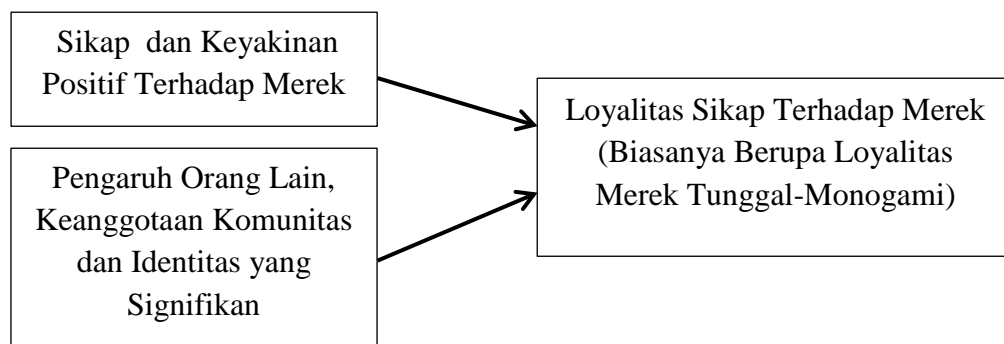 Sikap dan Keyakinan
Positif Terhadap Merek
Pengaruh Orang Lain,
Keanggotaan Komunitas
dan Identitas yang
Signifikan
Loyalitas Sikap Terhadap Merek
(Biasanya Berupa Loyalitas
Merek Tunggal-Monogami)